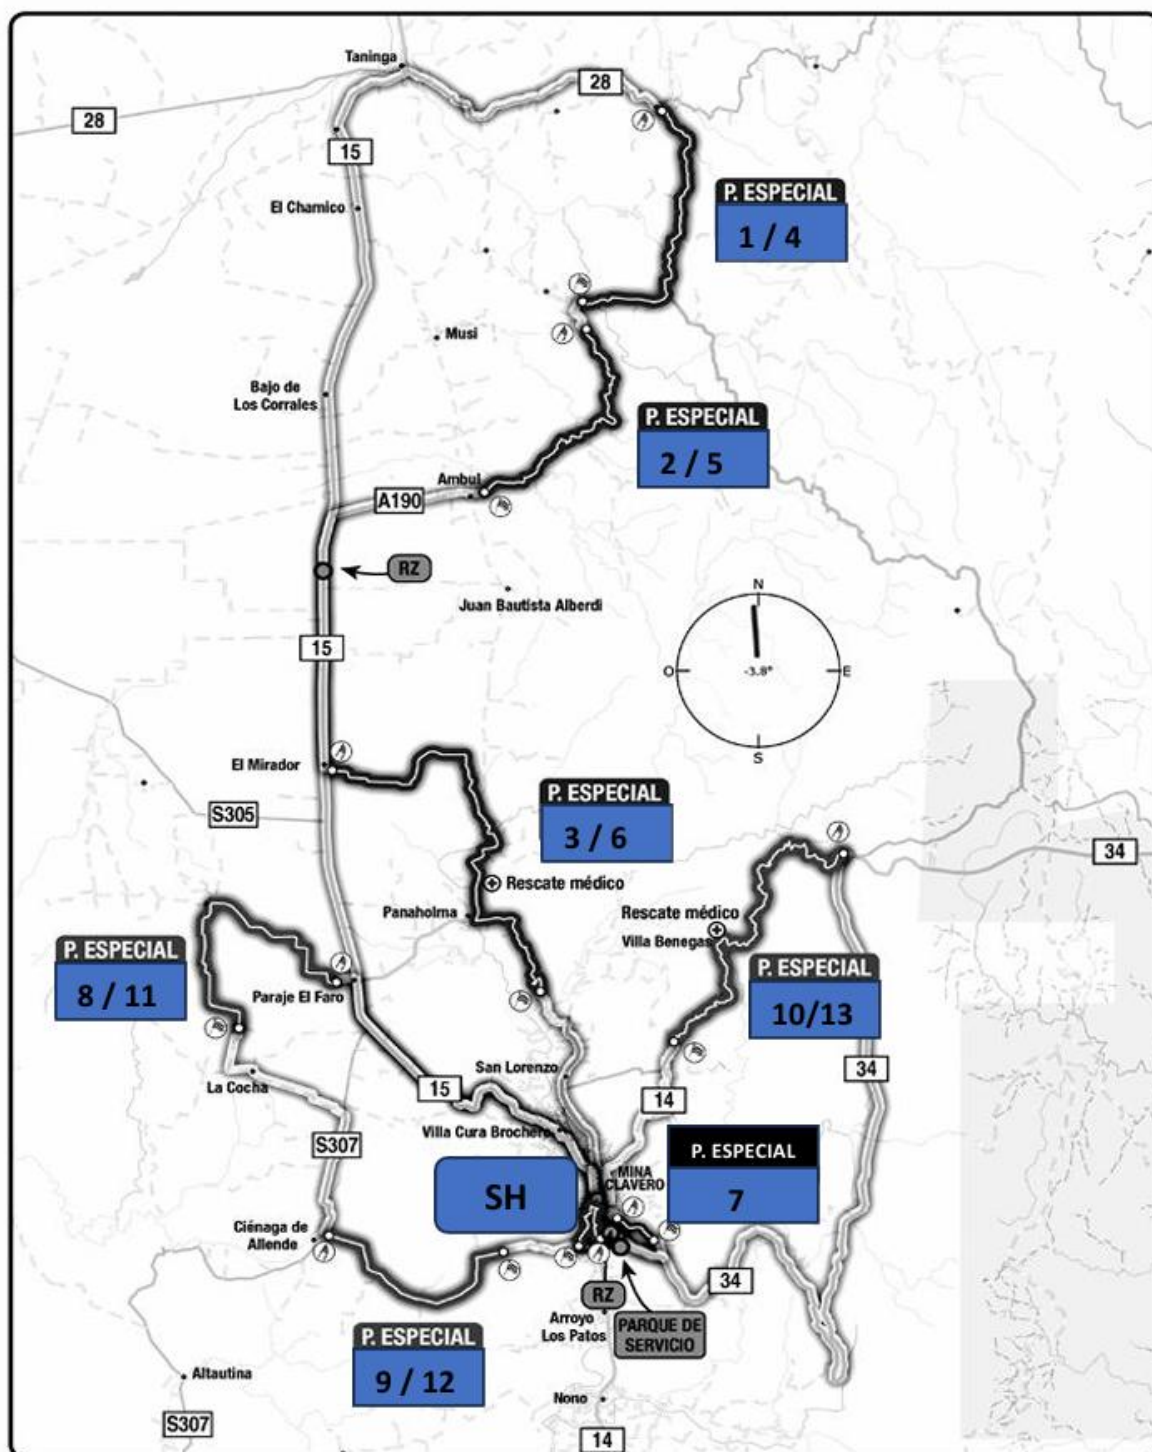 Taninga
28
28
15
El Chamico
P. ESPECIAL
1 / 4
Musi
Bajo de
Los Corrales
P. ESPECIAL
2 / 5
Ambul
A190
RZ
Juan Bautista Alberdi
N
O
E
S
-3.8°
15
El Mirador
S305
P. ESPECIAL
3 / 6
34
Rescate médico
Panaholma
Rescate médico
Villa Benegas
P. ESPECIAL
8 / 11
Paraje El Faro
P. ESPECIAL
10/13
La Cocha
San Lorenzo
15
14
34
Villa Cura Brochero
S307
P. ESPECIAL
7
MINA
CLAVERO
SH
Ciénaga de
Allende
34
RZ
Arroyo
Los Patos
PARQUE DE
SERVICIO
P. ESPECIAL
9 / 12
Altautina
Nono
S307
14